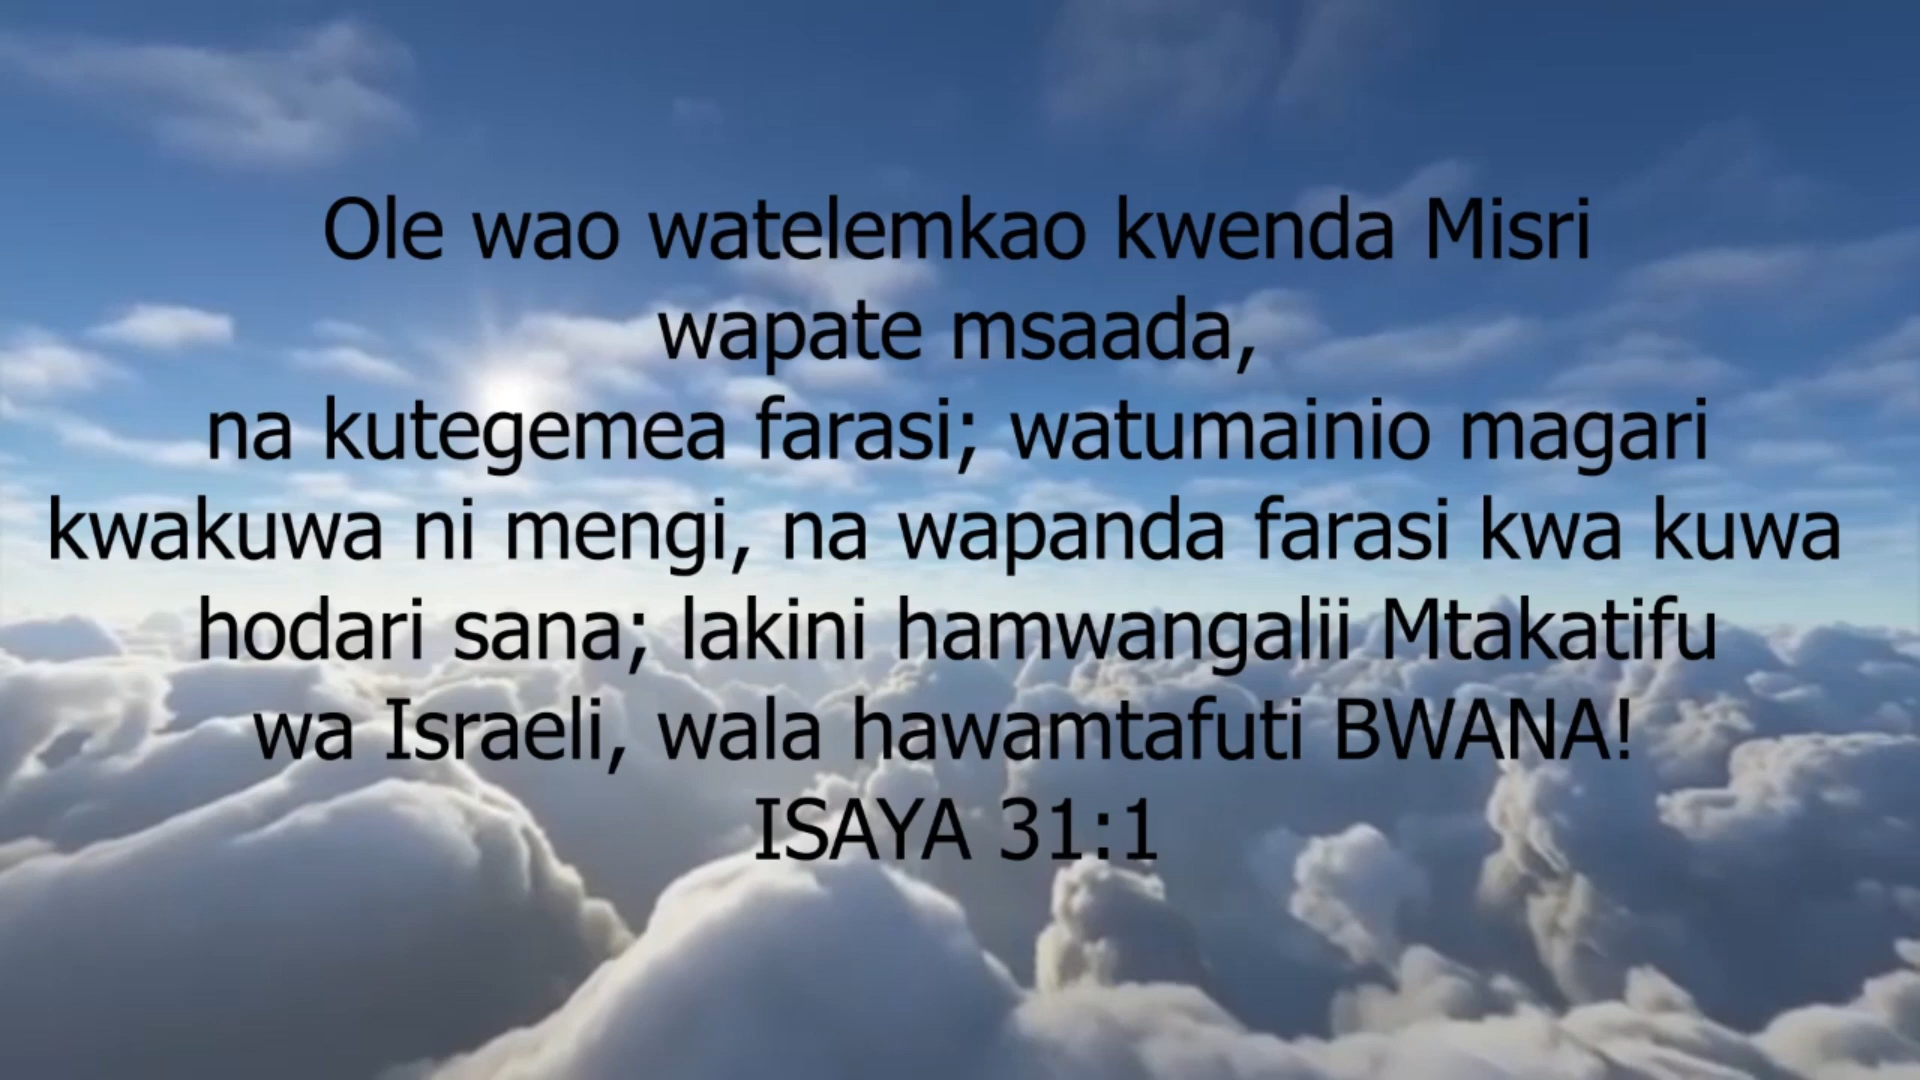 Ole wao watelemkao kwenda Misri
wapate msaada,
na kutegemea farasi; watumainio magari
kwakuwa ni mengi, na wapanda farasi kwa kuwa
hodari sana; lakini hamwangalii Mtakatifu
wa Israeli, wala hawamtafuti BWANA!
ISAYA 31:1